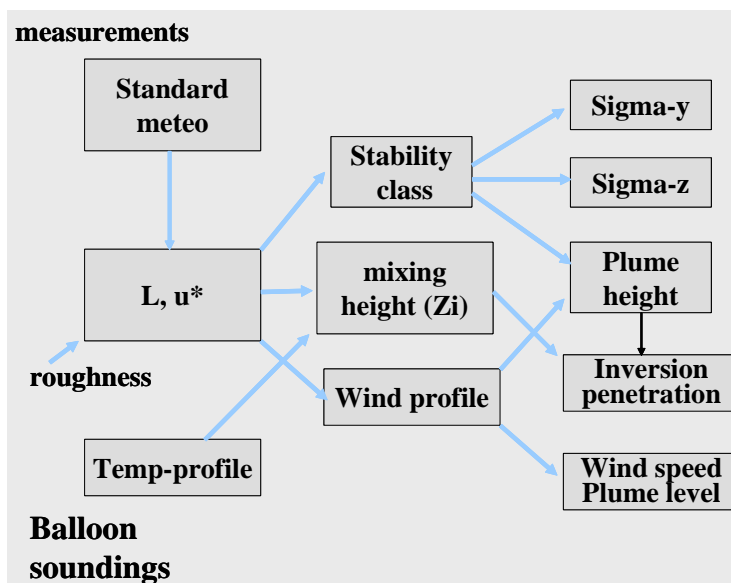 measurements
Standard
meteo
Sigma-y
Stability
class
Sigma-z
L, u*
mixing
height (Zi)
Plume
height
roughness
Wind profile
Inversion
penetration
Temp-profile
Wind speed
Plume level
Balloon
soundings